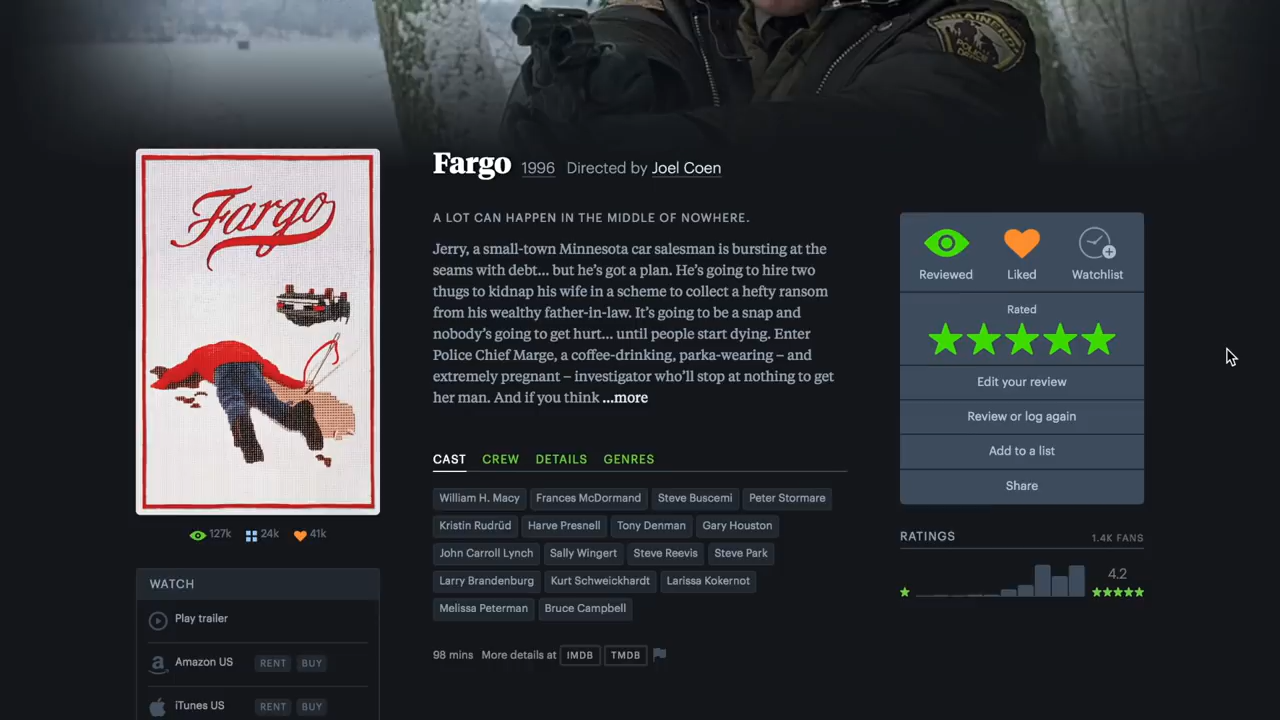 BRAINERD
POLICE
Fargo
Fargo 1996 Directed by Joel Coen
A LOT CAN HAPPEN IN THE MIDDLE OF NOWHERE.
Jerry, a small-town Minnesota car salesman is bursting at the
seams with debt... but he's got a plan. He's going to hire two
thugs to kidnap his wife in a scheme to collect a hefty ransom
from his wealthy father-in-law. It's going to be a snap and
nobody's going to get hurt... until people start dying. Enter
Police Chief Marge, a coffee-drinking, parka-wearing – and
extremely pregnant – investigator who'll stop at nothing to get
her man. And if you think ...more
CAST CREW DETAILS GENRES
William H. Macy Frances McDormand Steve Buscemi Peter Stormare
Kristin Rudrüd Harve Presnell Tony Denman Gary Houston
John Carroll Lynch Sally Wingert Steve Reevis Steve Park
Larry Brandenburg Kurt Schweickhardt Larissa Kokernot
Melissa Peterman Bruce Campbell
98 mins More details at IMDB TMDB
127k 24k 41k
WATCH
Play trailer
Amazon US RENT BUY
iTunes US RENT BUY
Reviewed Liked Watchlist
Rated
Edit your review
Review or log again
Add to a list
Share
RATINGS 1.4K FANS
4.2